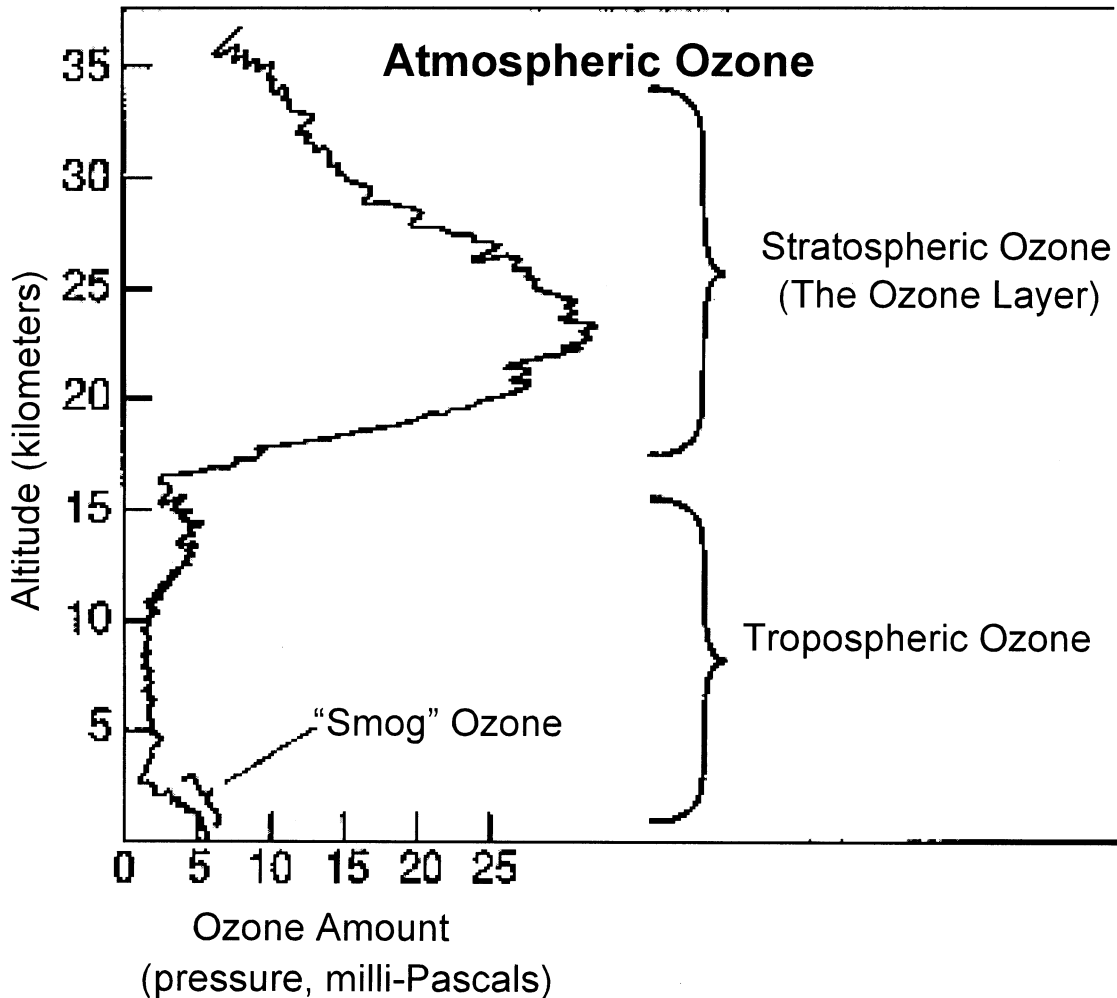 Atmospheric Ozone
35
30
25
20
15
10
5
Altitude (kilometers)
Stratospheric Ozone
(The Ozone Layer)
Tropospheric Ozone
“Smog” Ozone
0 5 10 15 20 25
Ozone Amount
(pressure, milli-Pascals)